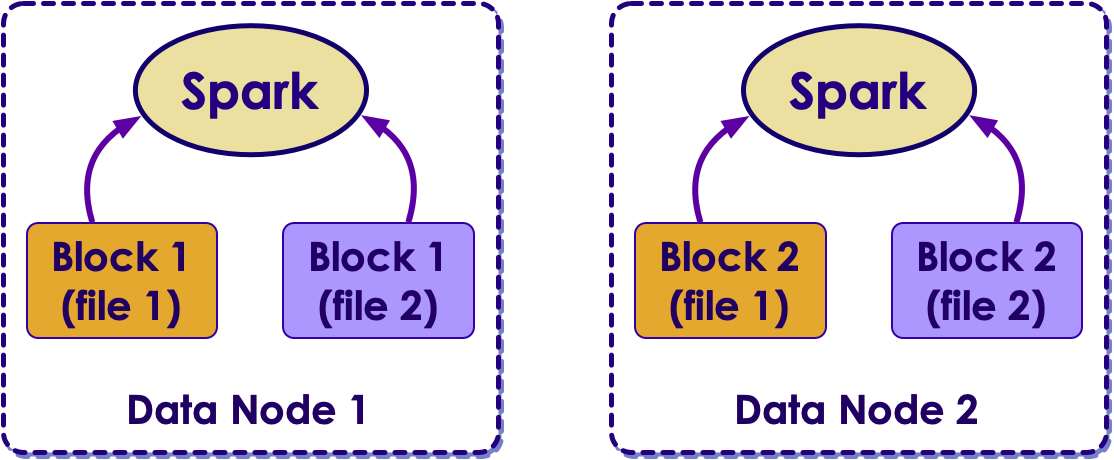 Spark
Block 1
(file 1)
Block 1
(file 2)
Data Node 1
Spark
Block 2
(file 1)
Block 2
(file 2)
Data Node 2